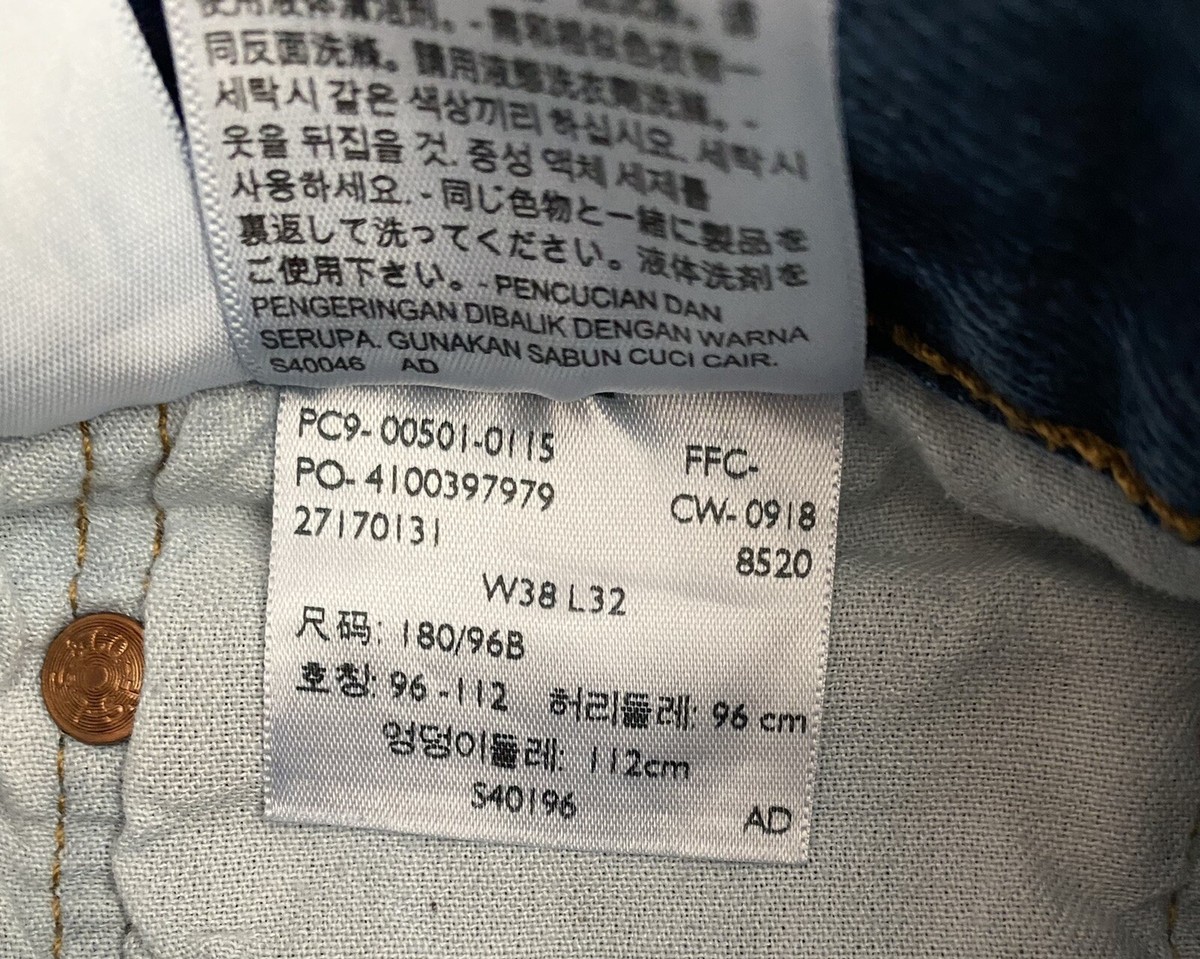 同反面洗滌。請用液態洗衣劑洗滌。-
세탁시 같은 색상끼리 하십시오. 세탁시
옷을 뒤집을 것. 중성 액체 세제를
사용하세요. - 同じ色物と一緒に製品を
裏返して洗ってください。液体洗剤を
ご使用下さい。- PENCUCIAN DAN
PENGERINGAN DIBALIK DENGAN WARNA
SERUPA. GUNAKAN SABUN CUCI CAIR.
S40046 AD
PC9- 00501-0115
FFC-
PO- 4100397979
CW- 0918
27170131
8520
W38 L32
尺码: 180/96B
호칭: 96 -112 허리둘레: 96 cm
엉덩이둘레: 112cm
S40196
AD